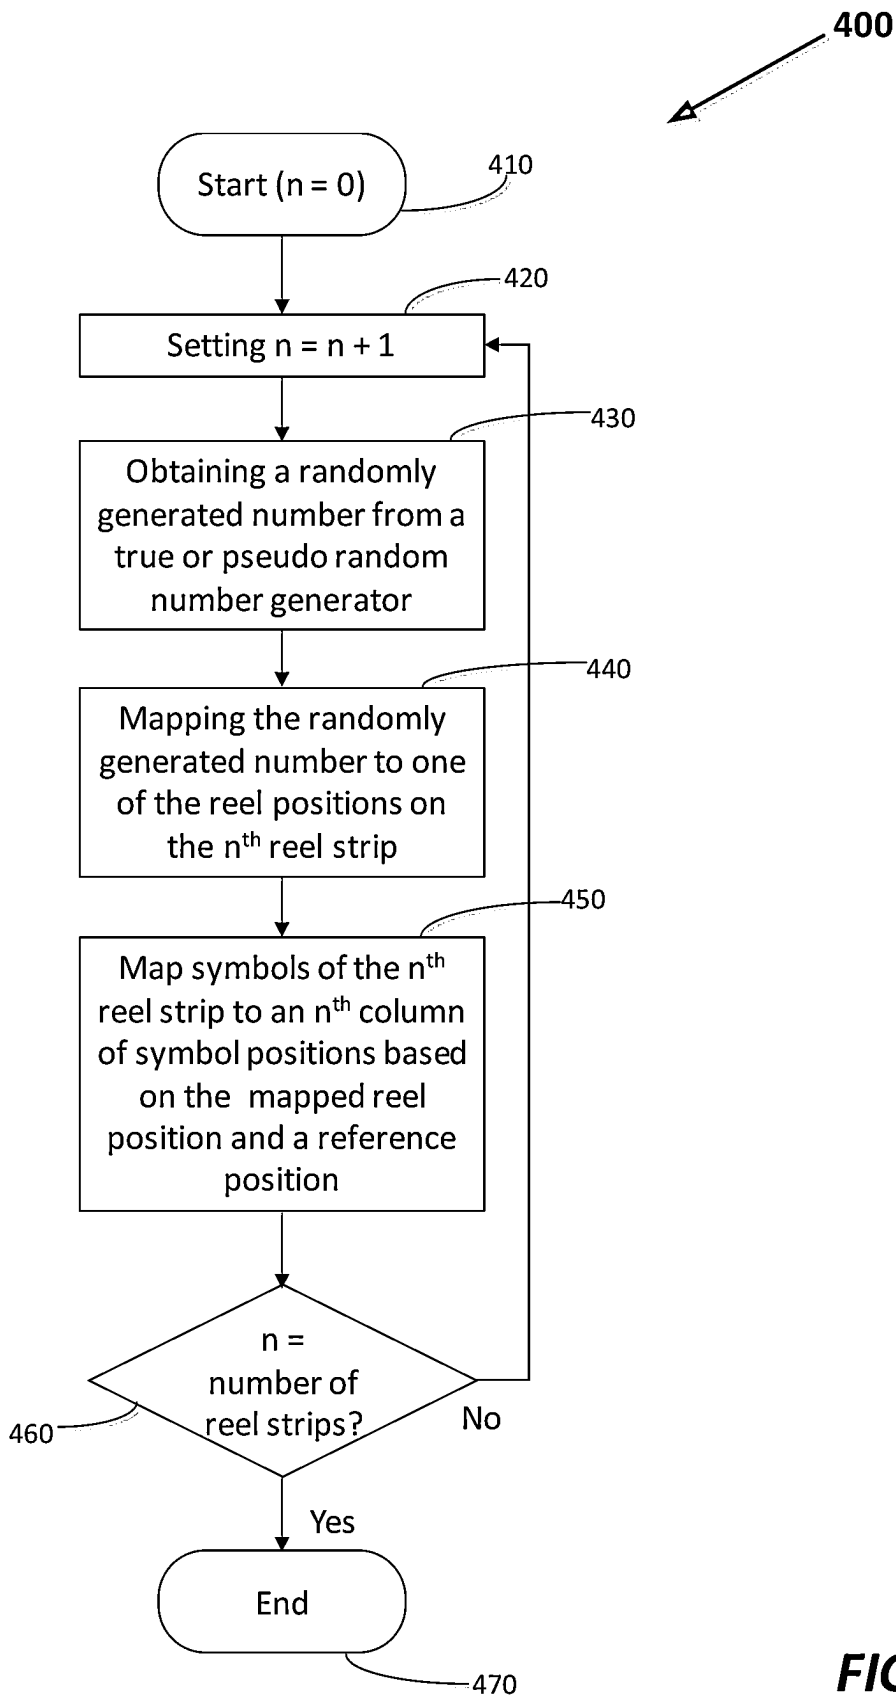 400
Start (n = 0)
410
420
Setting n = n + 1
430
Obtaining a randomly
generated number from a
true or pseudo random
number generator
440
Mapping the randomly
generated number to one
of the reel positions on
the nth reel strip
450
Map symbols of the nth
reel strip to an nth column
of symbol positions based
on the mapped reel
position and a reference
position
n =
number of
reel strips?
460
No
Yes
End
470